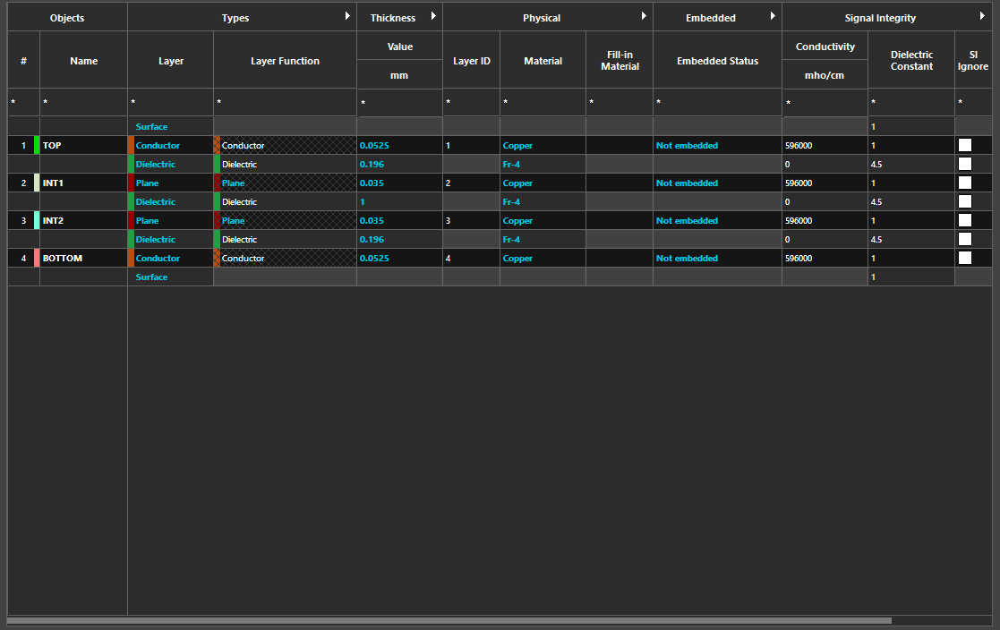 Objects Types Thickness Physical Embedded Signal Integrity
# Name Layer Layer Function Value mm Layer ID Material Fill-in Material Embedded Status Conductivity mho/cm Dielectric Constant SI Ignore
* * * * * * * * * * * *
Surface 1
1 TOP Conductor Conductor 0.0525 1 Copper Not embedded 596000 1
Dielectric Dielectric 0.196 Fr-4 0 4.5
2 INT1 Plane Plane 0.035 2 Copper Not embedded 596000 1
Dielectric Dielectric 1 Fr-4 0 4.5
3 INT2 Plane Plane 0.035 3 Copper Not embedded 596000 1
Dielectric Dielectric 0.196 Fr-4 0 4.5
4 BOTTOM Conductor Conductor 0.0525 4 Copper Not embedded 596000 1
Surface 1